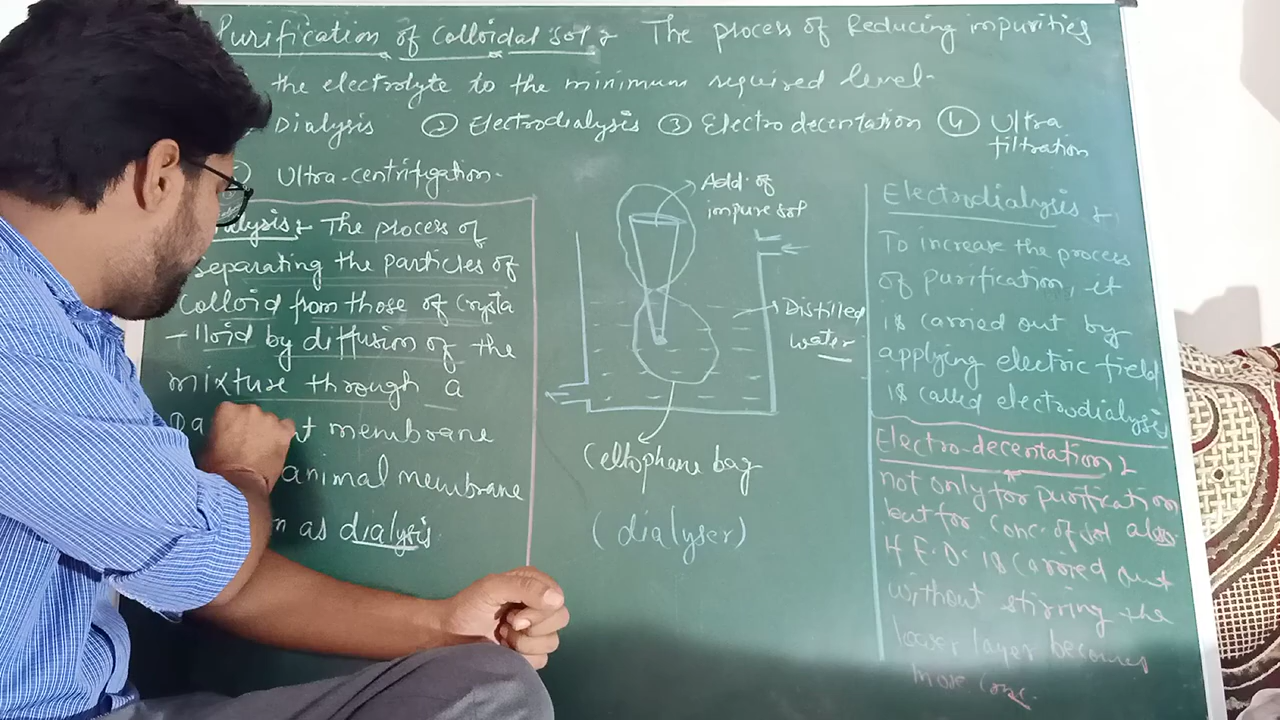 Purification of Colloidal sol :- The process of Reducing impurities
the electrolyte to the minimum required level-
Dialysis ② Electrodialysis ③ Electro decentation ④ Ultra
filtration
Ultra-centrifugation-
alysis :- The process of
separating the particles of
colloid from those of Crysta
-lloid by diffusion of the
mixture through a
membrane
animal membrane
as dialysis
Add. of
impure sol
Distilled
water
Cellophane bag
(dialyser)
Electrodialysis :-
To increase the process
of purification, it
is carried out by
applying electric field
is called electrodialysis
Electro-decentation :-
not only for purification
but for conc. of sol also
If E.D. is carried out
without stirring the
lower layer becomes
more conc.